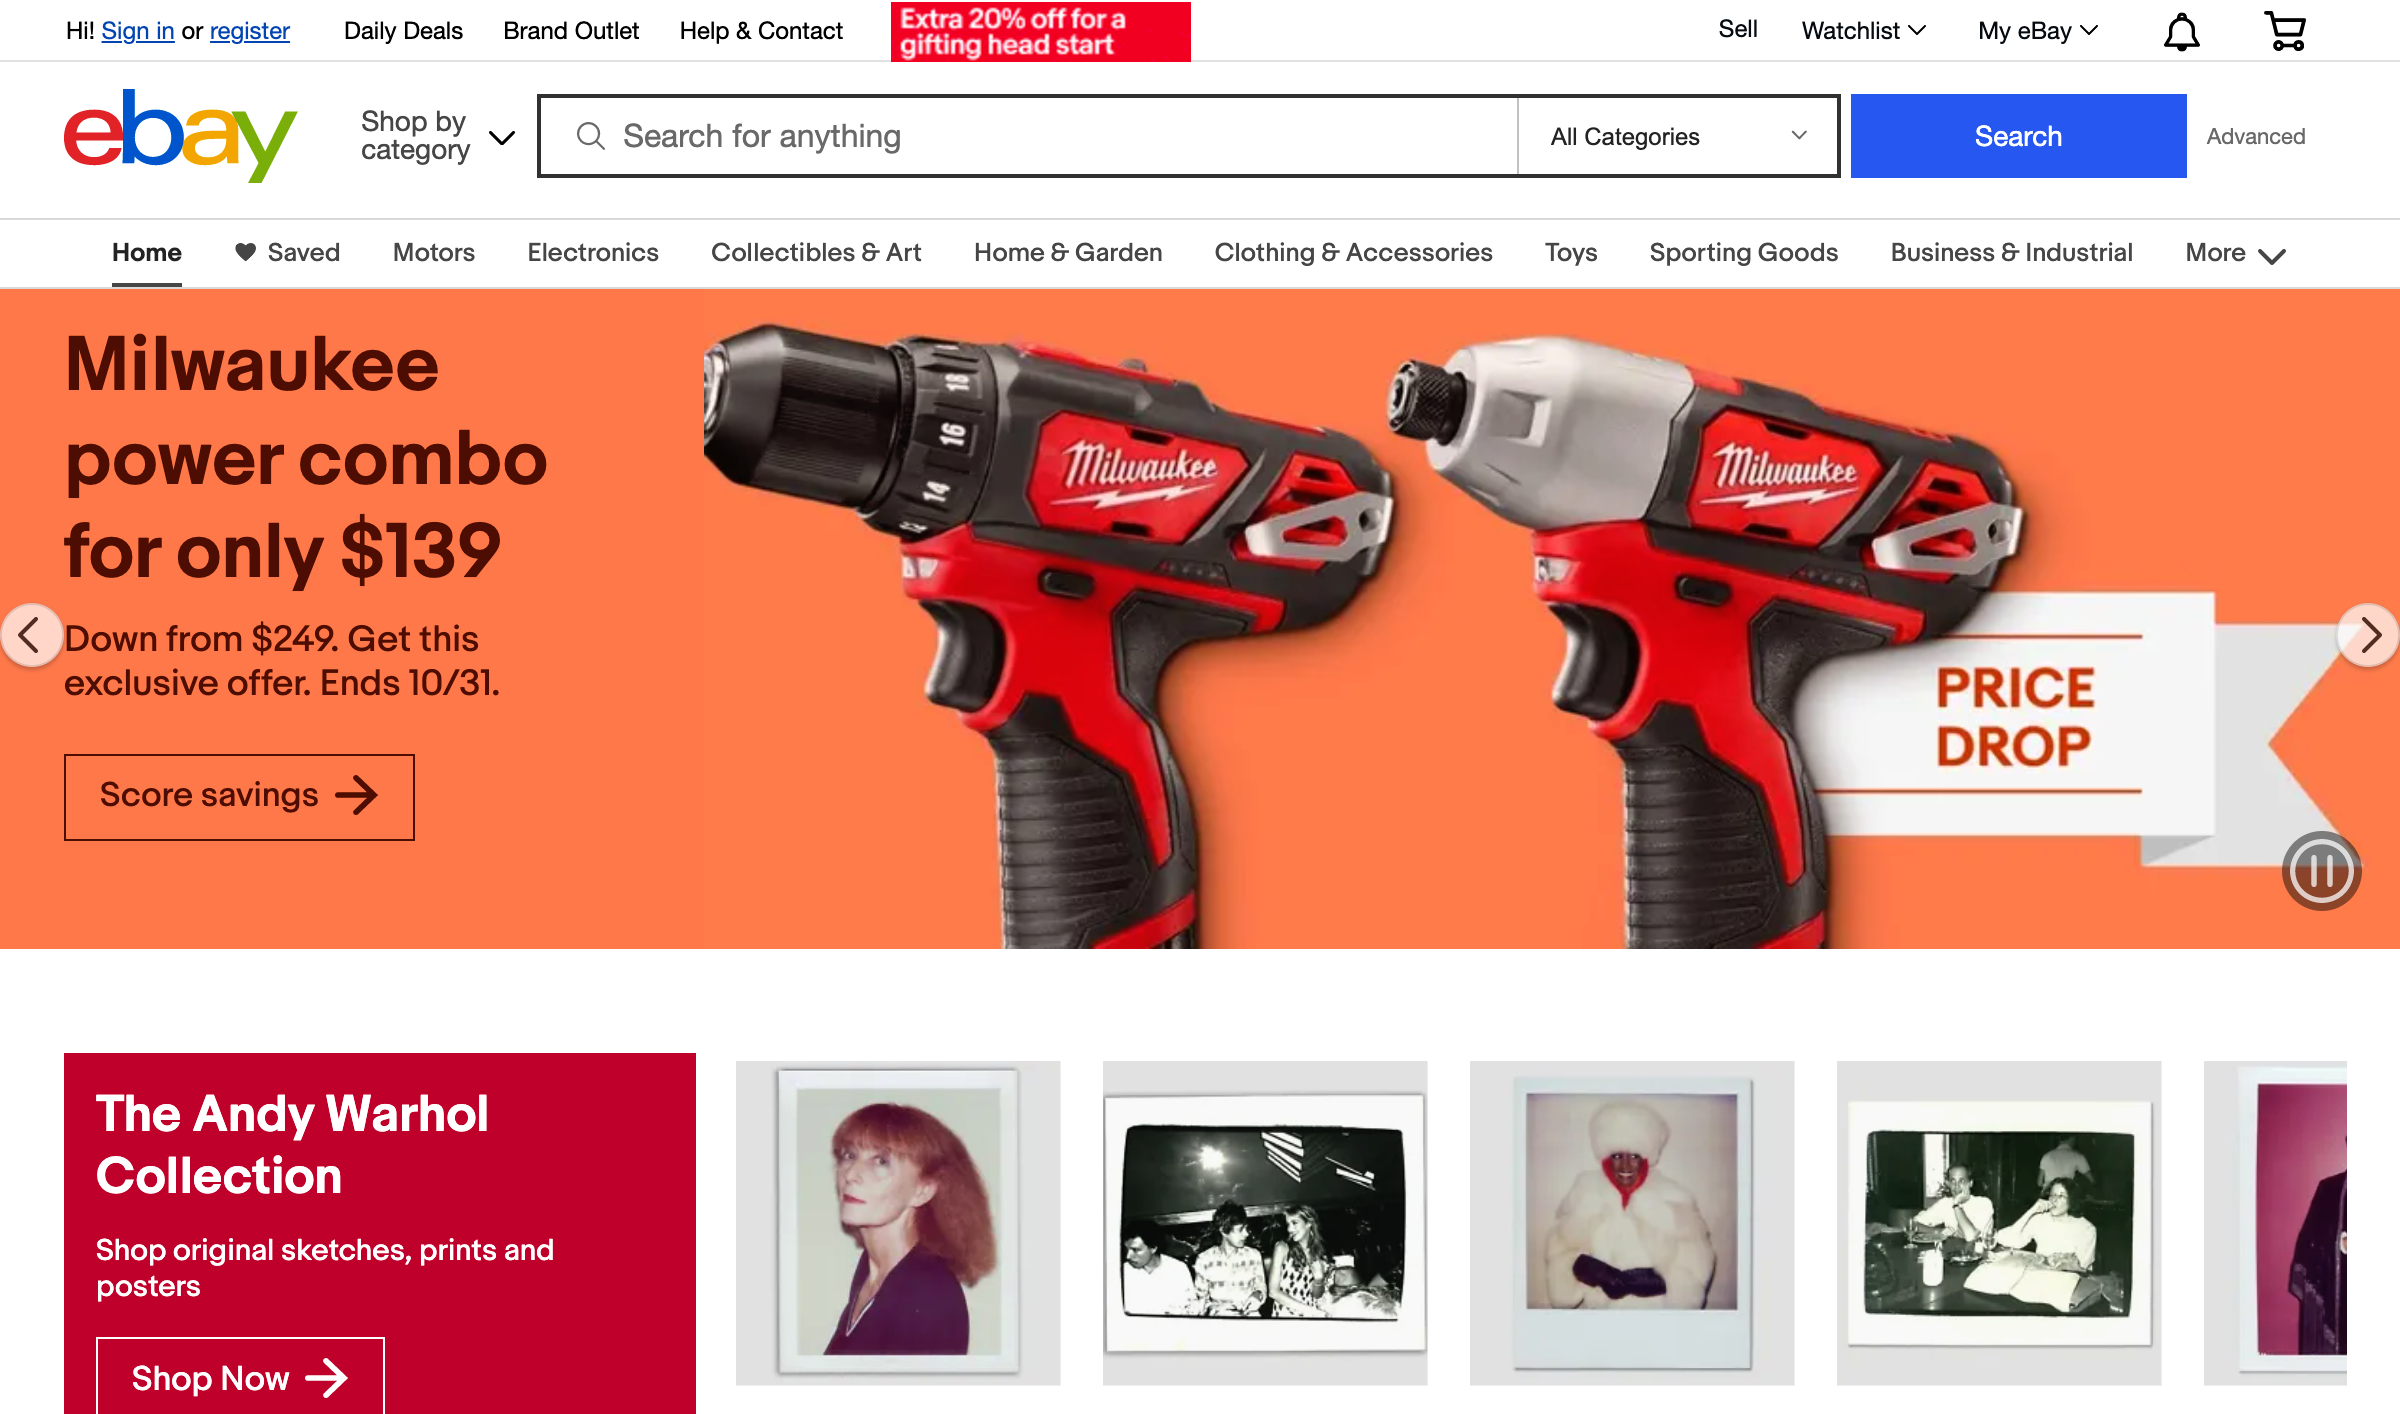 Hi! Sign in or register
Daily Deals
Brand Outlet
Help & Contact
Extra 20% off for a
gifting head start
Sell
Watchlist
My eBay
ebay
Shop by
category
Search for anything
All Categories
Search
Advanced
Home
Saved
Motors
Electronics
Collectibles & Art
Home & Garden
Clothing & Accessories
Toys
Sporting Goods
Business & Industrial
More
Milwaukee
power combo
for only $139
Down from $249. Get this
exclusive offer. Ends 10/31.
Score savings
18
16
14
Milwaukee
Milwaukee
PRICE
DROP
The Andy Warhol
Collection
Shop original sketches, prints and
posters
Shop Now